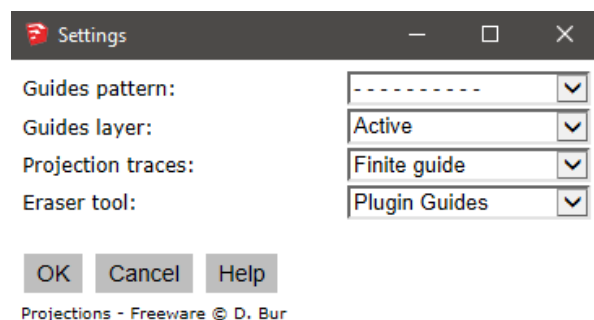 Settings
Guides pattern: - - - - - - - - - -
Guides layer: Active
Projection traces: Finite guide
Eraser tool: Plugin Guides
OK Cancel Help
Projections - Freeware © D. Bur